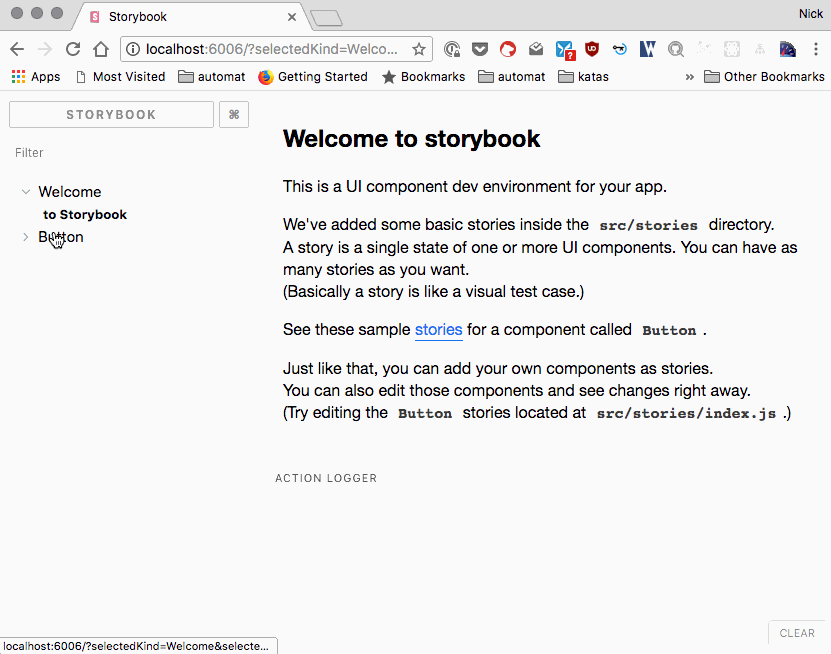 Storybook
Nick
localhost:6006/?selectedKind=Welco...
Apps
Most Visited
automat
Getting Started
Bookmarks
automat
katas
»
Other Bookmarks
STORYBOOK
⌘
Filter
Welcome
to Storybook
Button
Welcome to storybook
This is a UI component dev environment for your app.
We've added some basic stories inside the src/stories directory.
A story is a single state of one or more UI components. You can have as
many stories as you want.
(Basically a story is like a visual test case.)
See these sample stories for a component called Button .
Just like that, you can add your own components as stories.
You can also edit those components and see changes right away.
(Try editing the Button stories located at src/stories/index.js .)
ACTION LOGGER
CLEAR
localhost:6006/?selectedKind=Welcome&selecte...